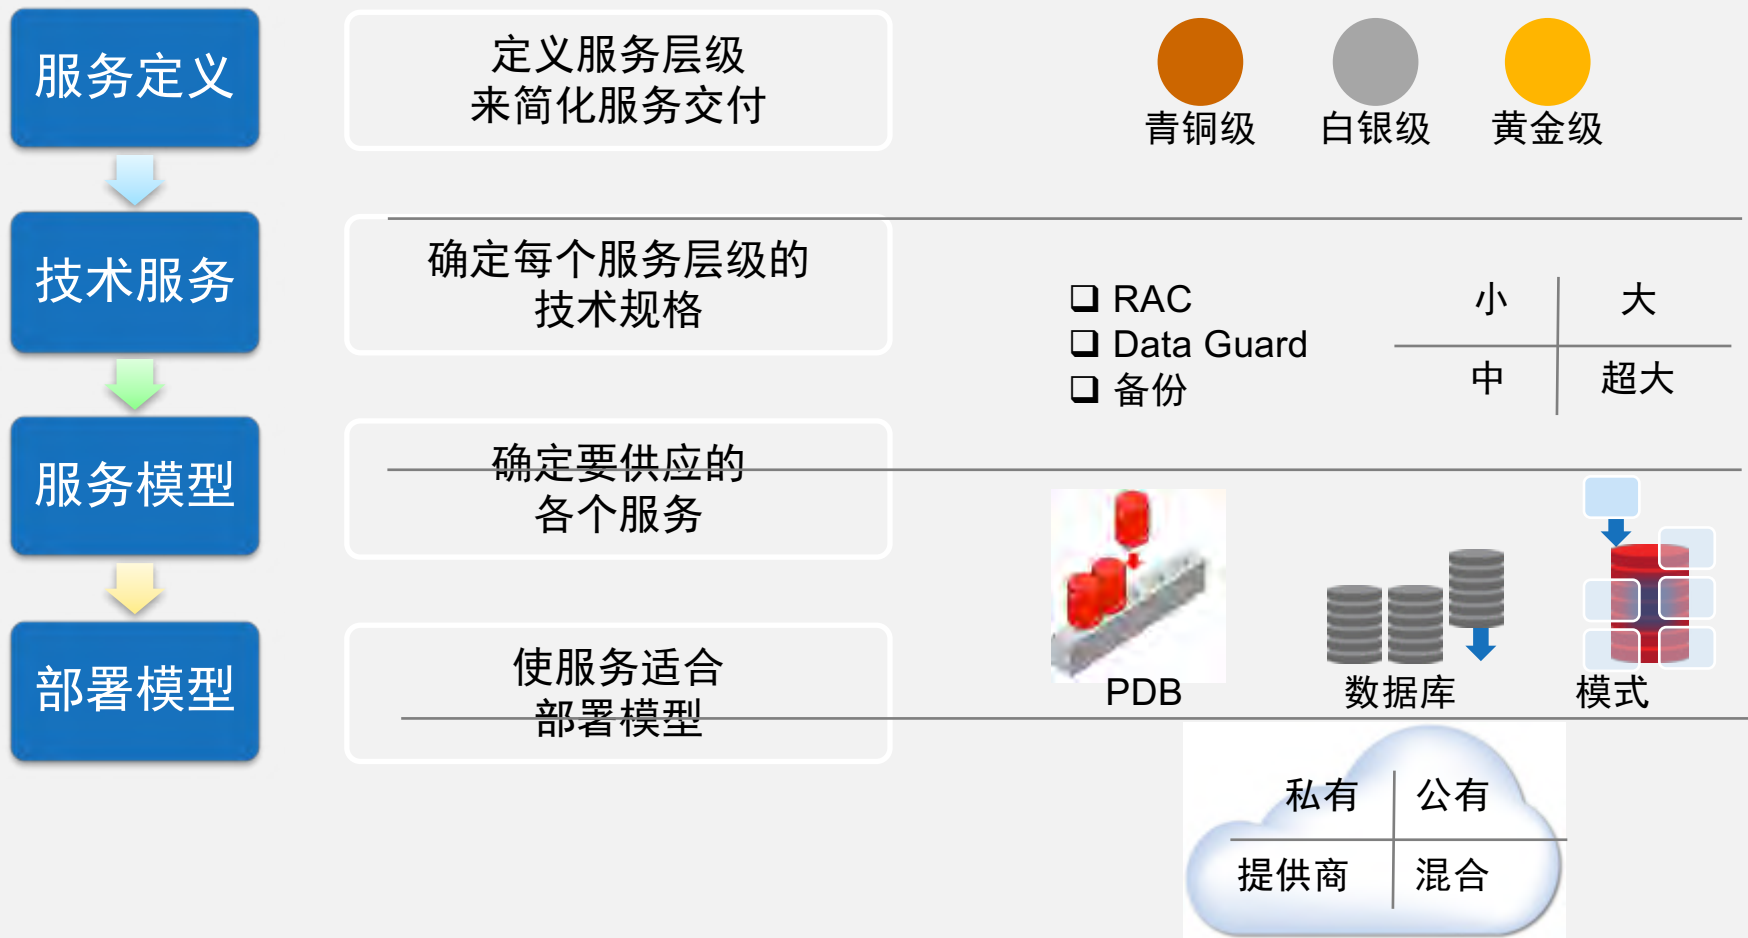 服务定义
定义服务层级
来简化服务交付
青铜级
白银级
黄金级
技术服务
确定每个服务层级的
技术规格
RAC
Data Guard
备份
小
大
中
超大
服务模型
确定要供应的
各个服务
PDB
数据库
模式
部署模型
使服务适合
部署模型
私有
公有
提供商
混合